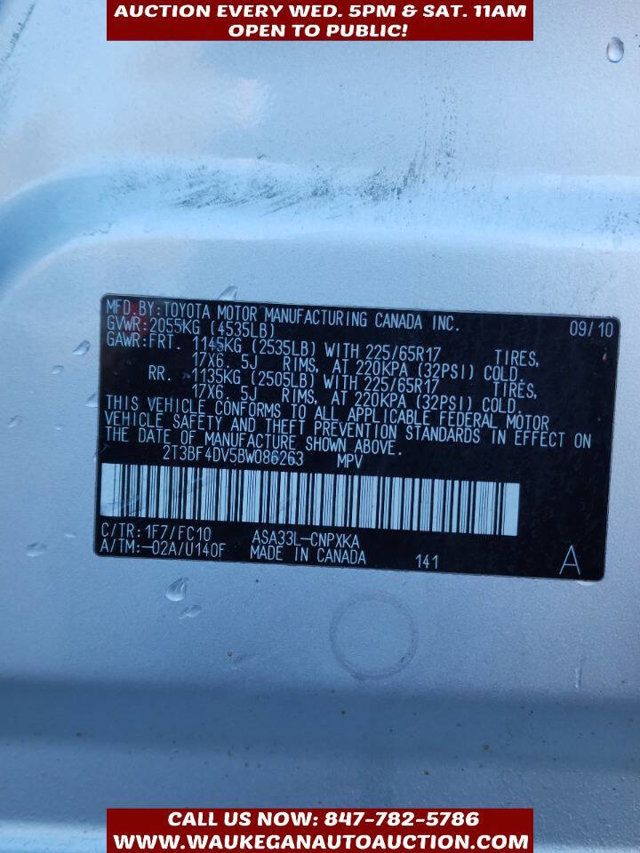 AUCTION EVERY WED. 5PM & SAT. 11AM
OPEN TO PUBLIC!
MFD.BY:TOYOTA MOTOR MANUFACTURING CANADA INC. 09/10
GVWR:2055KG (4535LB)
GAWR:FRT. 1145KG (2535LB) WITH 225/65R17 TIRES,
17X6.5J RIMS, AT 220KPA (32PSI) COLD
RR. 1135KG (2505LB) WITH 225/65R17 TIRES,
17X6.5J RIMS, AT 220KPA (32PSI) COLD.
THIS VEHICLE CONFORMS TO ALL APPLICABLE FEDERAL MOTOR
VEHICLE SAFETY AND THEFT PREVENTION STANDARDS IN EFFECT ON
THE DATE OF MANUFACTURE SHOWN ABOVE.
2T3BF4DV5BW086263 MPV
C/TR:1F7/FC10 ASA33L-CNPXKA
A/TM:-02A/U140F MADE IN CANADA 141 A
CALL US NOW: 847-782-5786
WWW.WAUKEGANAUTOAUCTION.COM